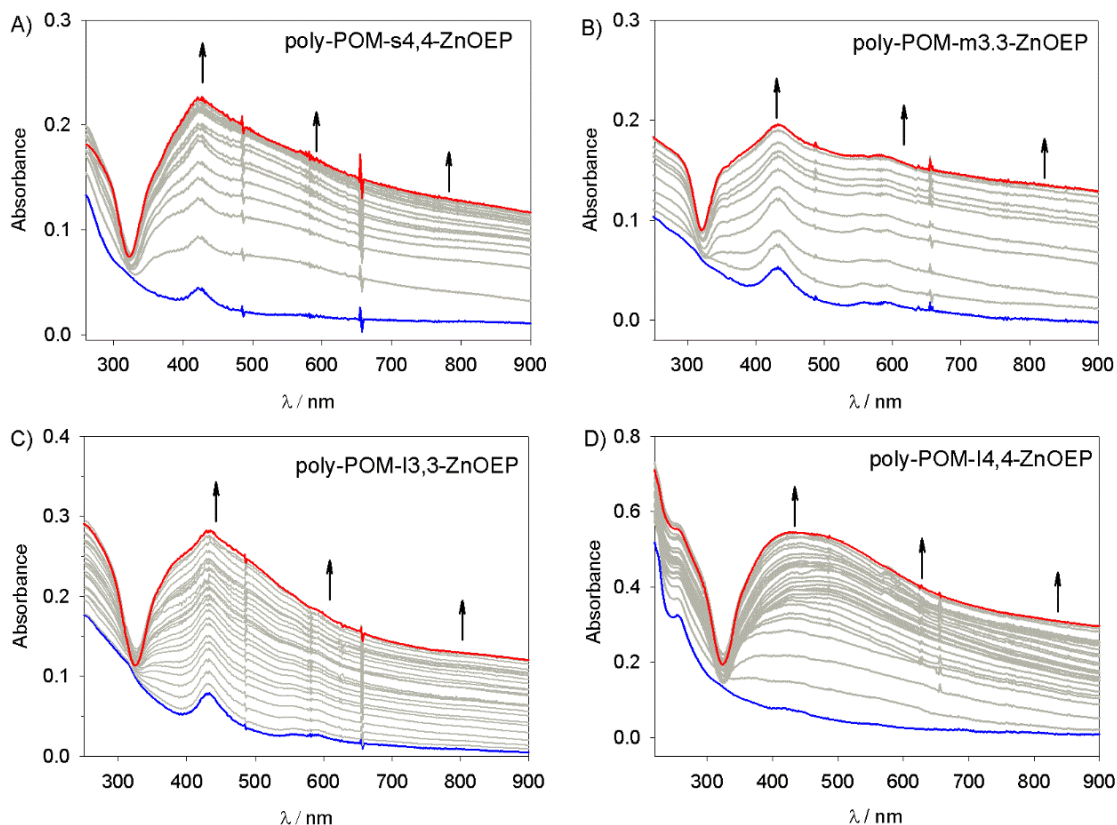 A)
poly-POM-s4,4-ZnOEP
0.3
0.2
0.1
0.0
Absorbance
300 400 500 600 700 800 900
λ / nm
B)
poly-POM-m3.3-ZnOEP
0.3
0.2
0.1
0.0
Absorbance
300 400 500 600 700 800 900
λ / nm
C)
poly-POM-l3,3-ZnOEP
0.4
0.3
0.2
0.1
0.0
Absorbance
300 400 500 600 700 800 900
λ / nm
D)
poly-POM-l4,4-ZnOEP
0.8
0.6
0.4
0.2
0.0
Absorbance
300 400 500 600 700 800 900
λ / nm